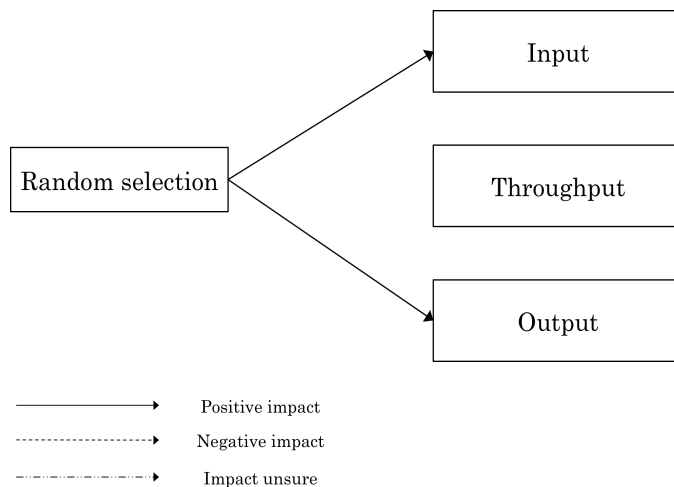 Input
Random selection
Throughput
Output
Positive impact
Negative impact
Impact unsure